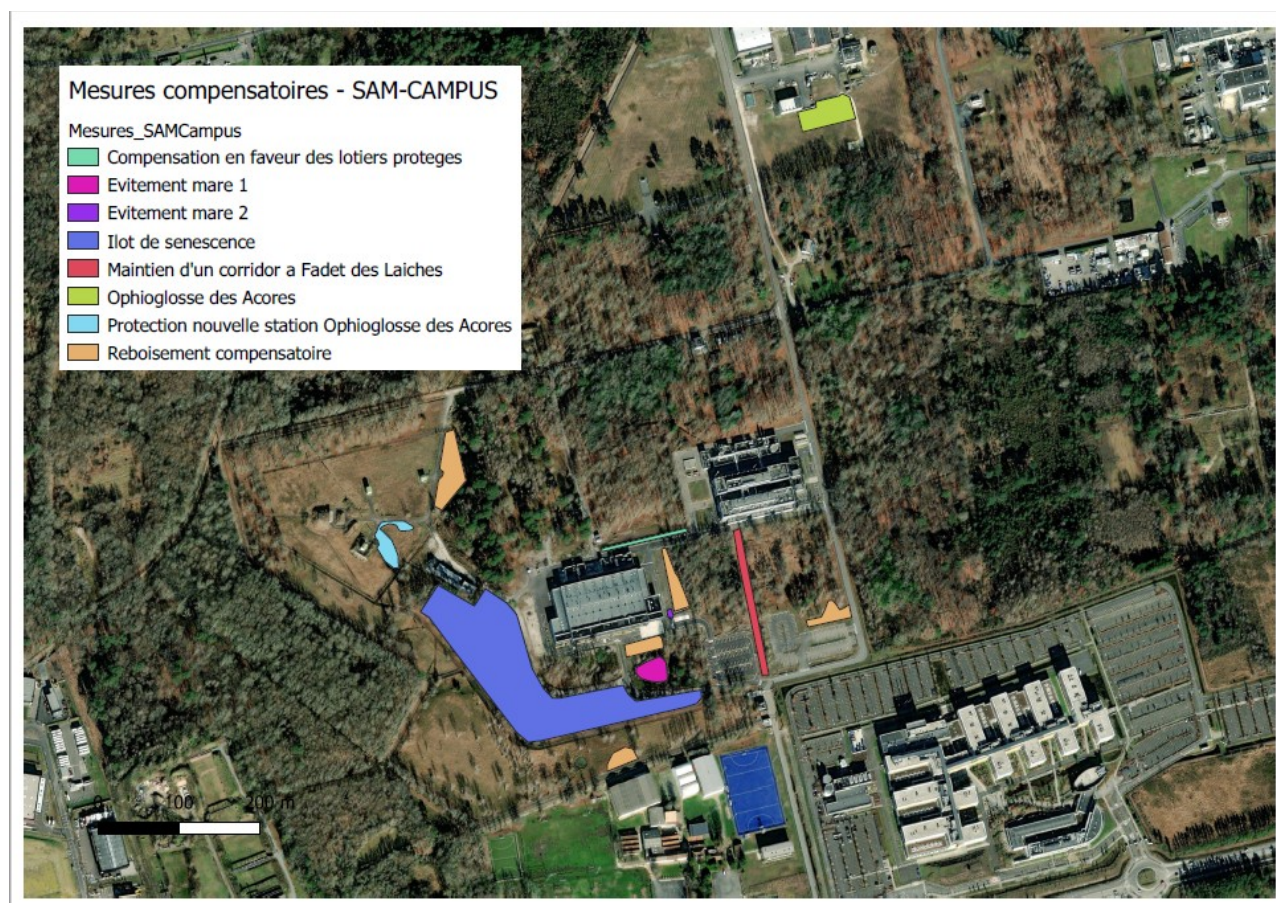 Mesures compensatoires - SAM-CAMPUS
Mesures_SAMCampus
Compensation en faveur des lotiers proteges
Evitement mare 1
Evitement mare 2
Ilot de senescence
Maintien d'un corridor a Fadet des Laiches
Ophioglosse des Acores
Protection nouvelle station Ophioglosse des Acores
Reboisement compensatoire
0 100 200 m